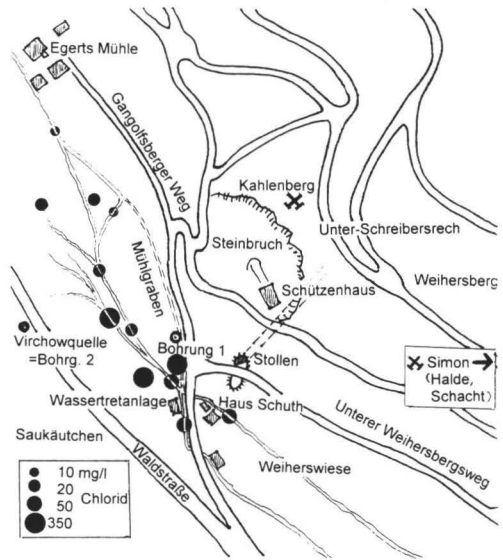 Egerts Mühle
Gangolfsberger Weg
Kahlenberg
Steinbruch
Unter-Schreibersrech
Weihersberg
Mühlgraben
Schützenhaus
Virchowquelle
=Bohrg. 2
Bohrung 1
Stollen
Simon
(Halde,
Schacht)
Wassertretanlage
Haus Schuth
Unterer Weihersbergsweg
Saukäutchen
Waldstraße
Weiherswiese
10 mg/l
20
50 Chlorid
350